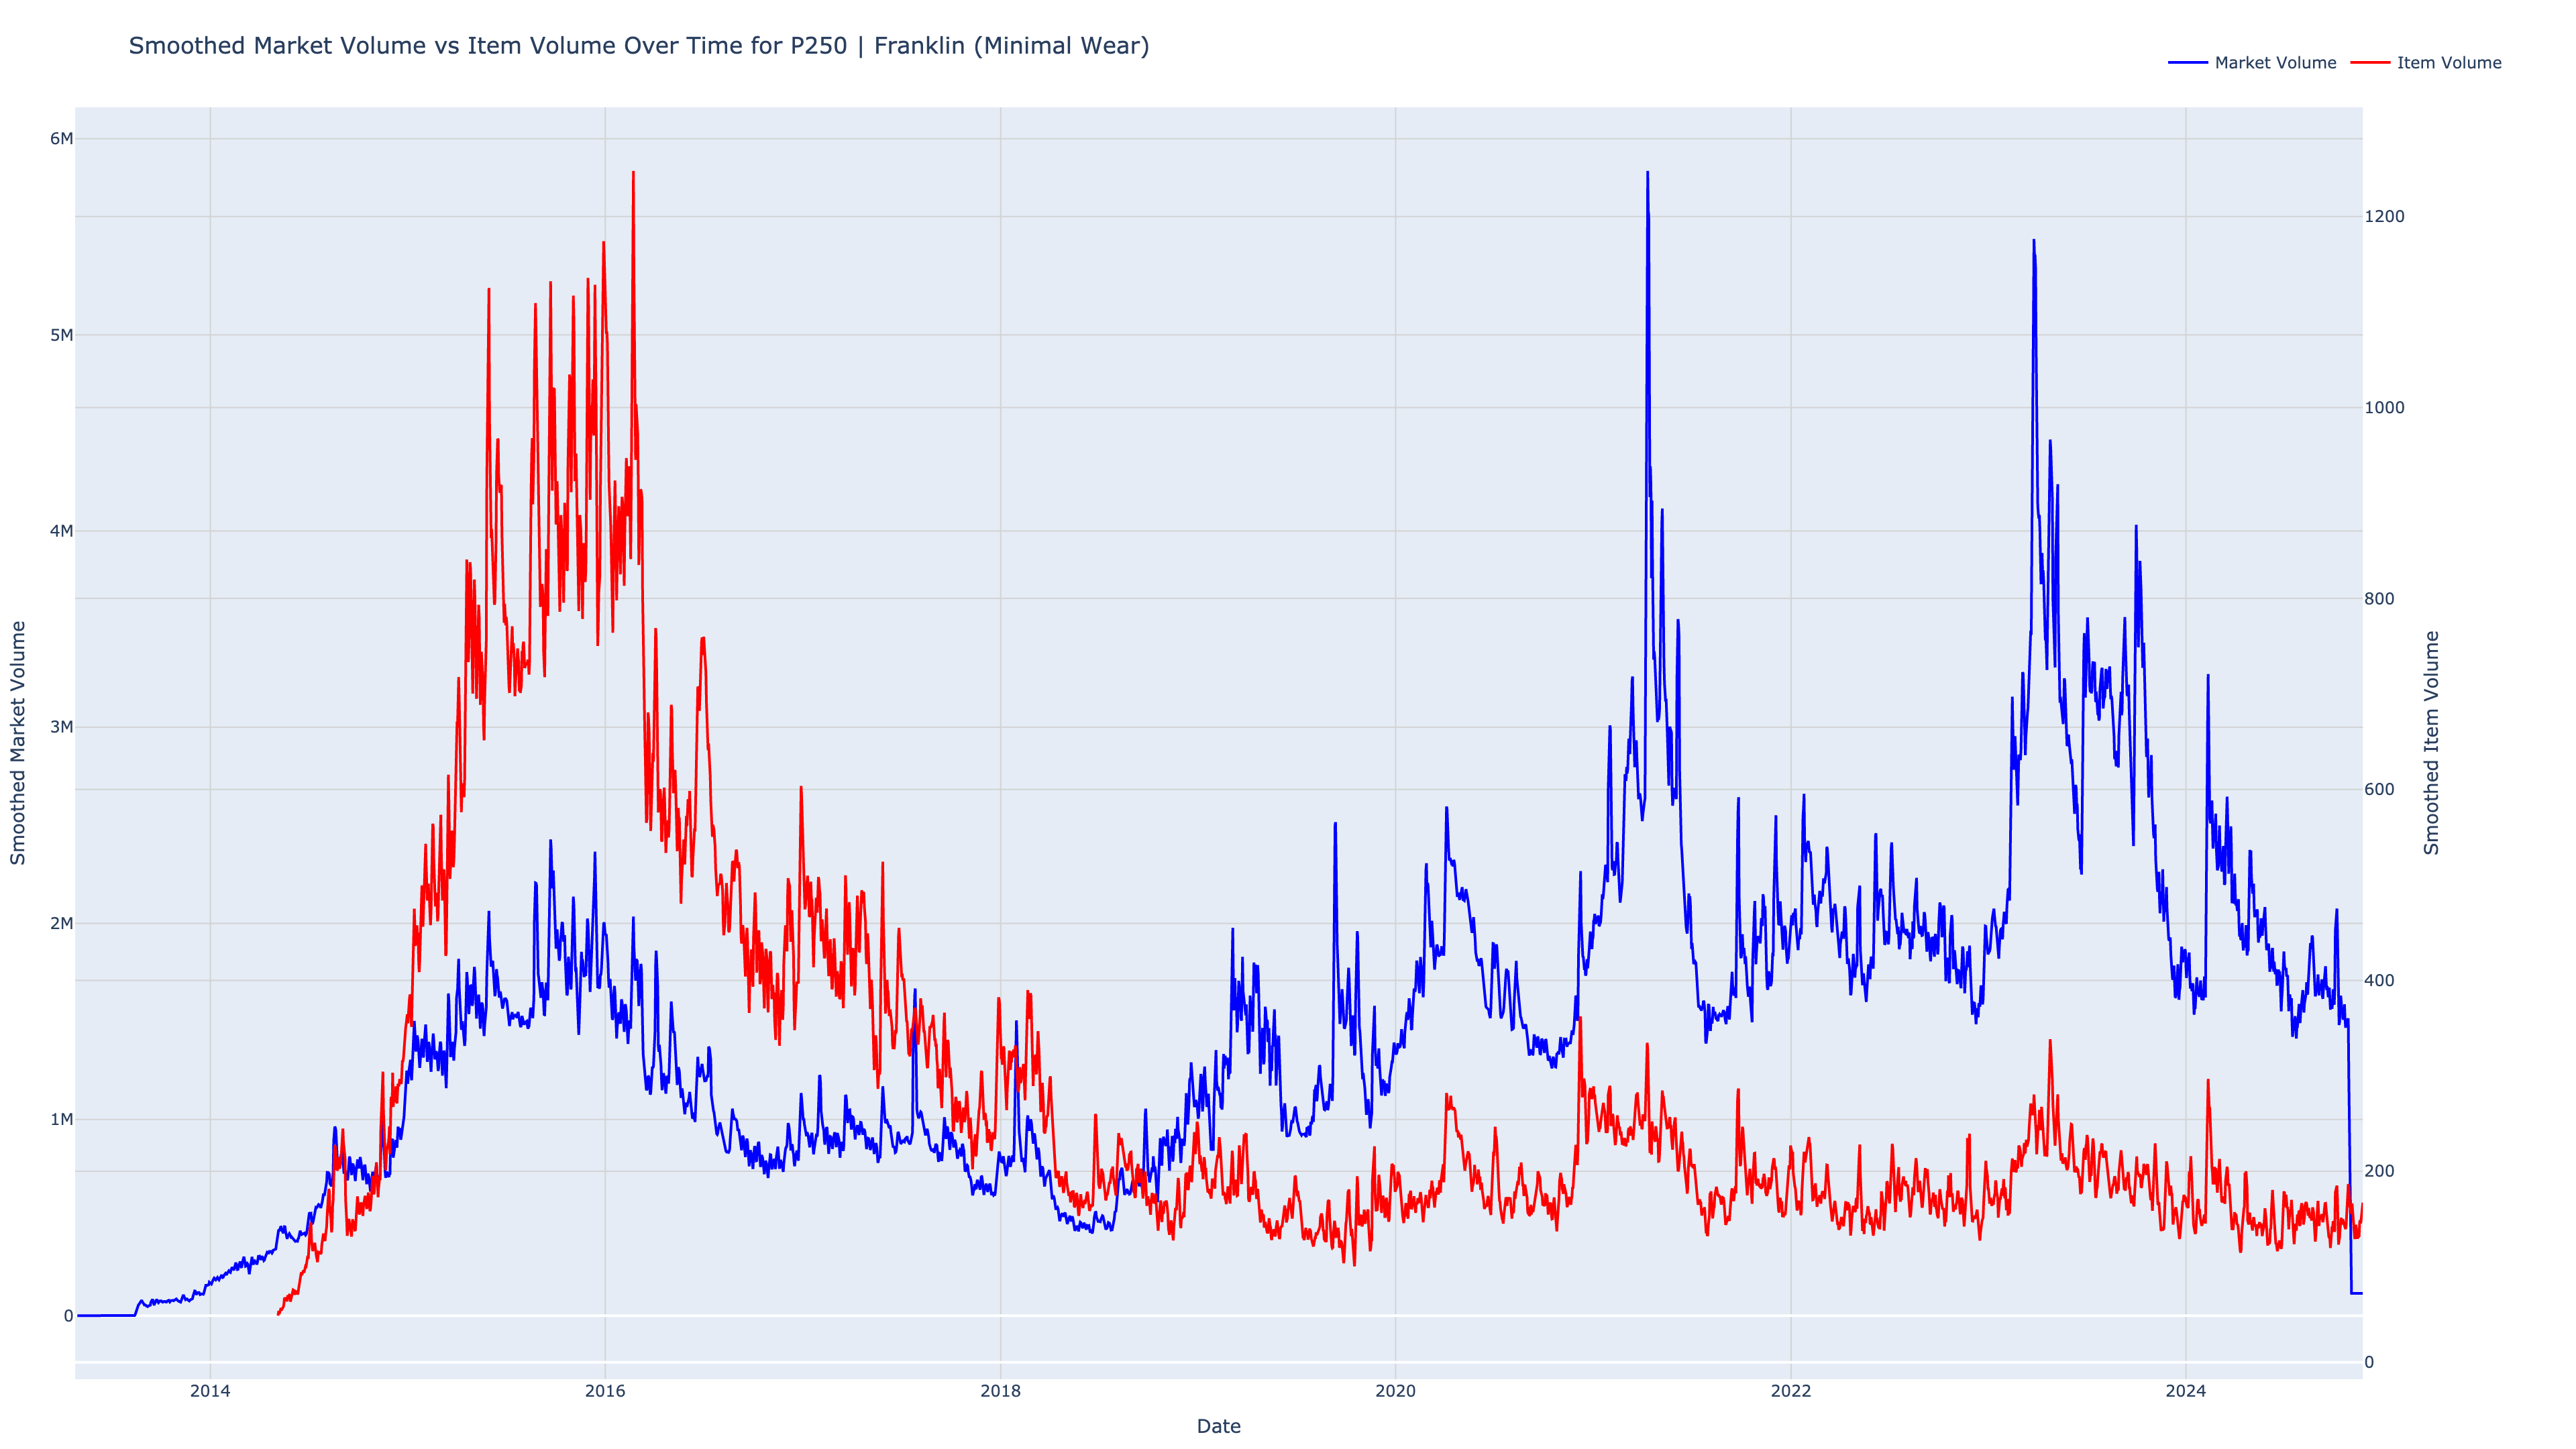 Smoothed Market Volume vs Item Volume Over Time for P250 | Franklin (Minimal Wear)
Market Volume
Item Volume
6M
5M
4M
3M
2M
1M
0
Smoothed Market Volume
1200
1000
800
600
400
200
0
Smoothed Item Volume
2014
2016
2018
2020
2022
2024
Date